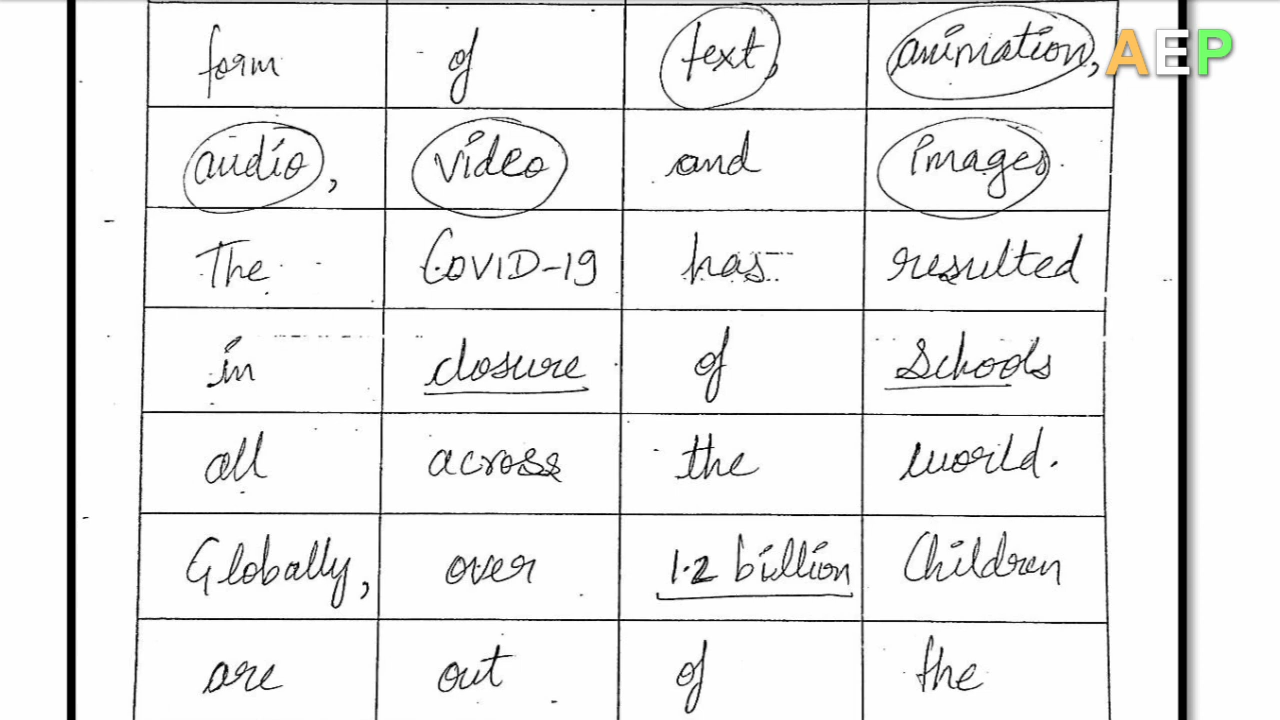 form of text, animation, AEP
audio, video and Images.
The COVID-19 has resulted
in closure of Schools
all across the world.
Globally, over 1.2 billion Children
are out of the